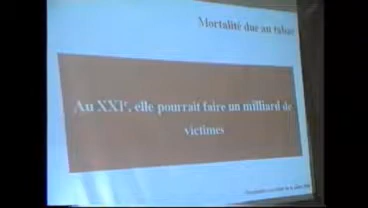 Mortalité due au tabac
Au XXIᵉ, elle pourrait faire un milliard de
victimes